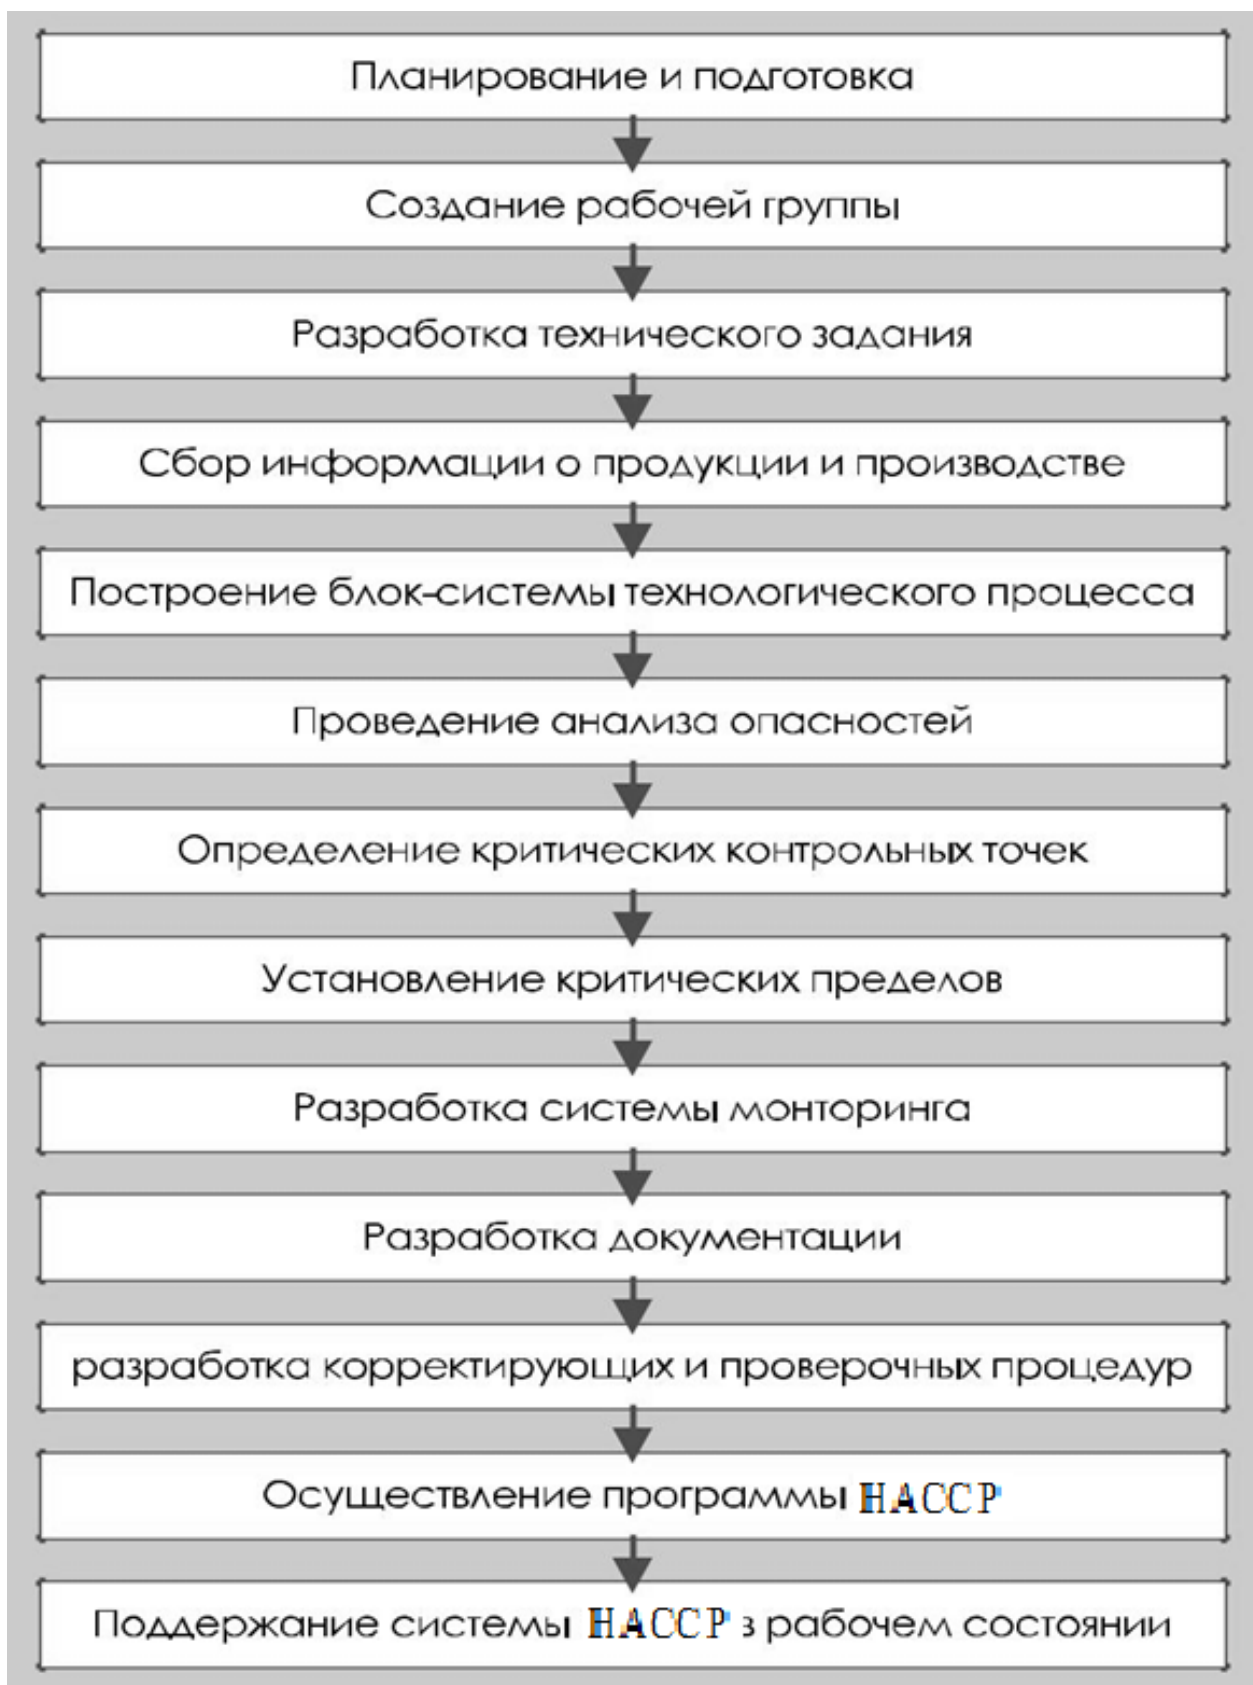 Планирование и подготовка
Создание рабочей группы
Разработка технического задания
Сбор информации о продукции и производстве
Построение блок-системы технологического процесса
Проведение анализа опасностей
Определение критических контрольных точек
Установление критических пределов
Разработка системы монторинга
Разработка документации
разработка корректирующих и проверочных процедур
Осуществление программы HACCP
Поддержание системы HACCP в рабочем состоянии